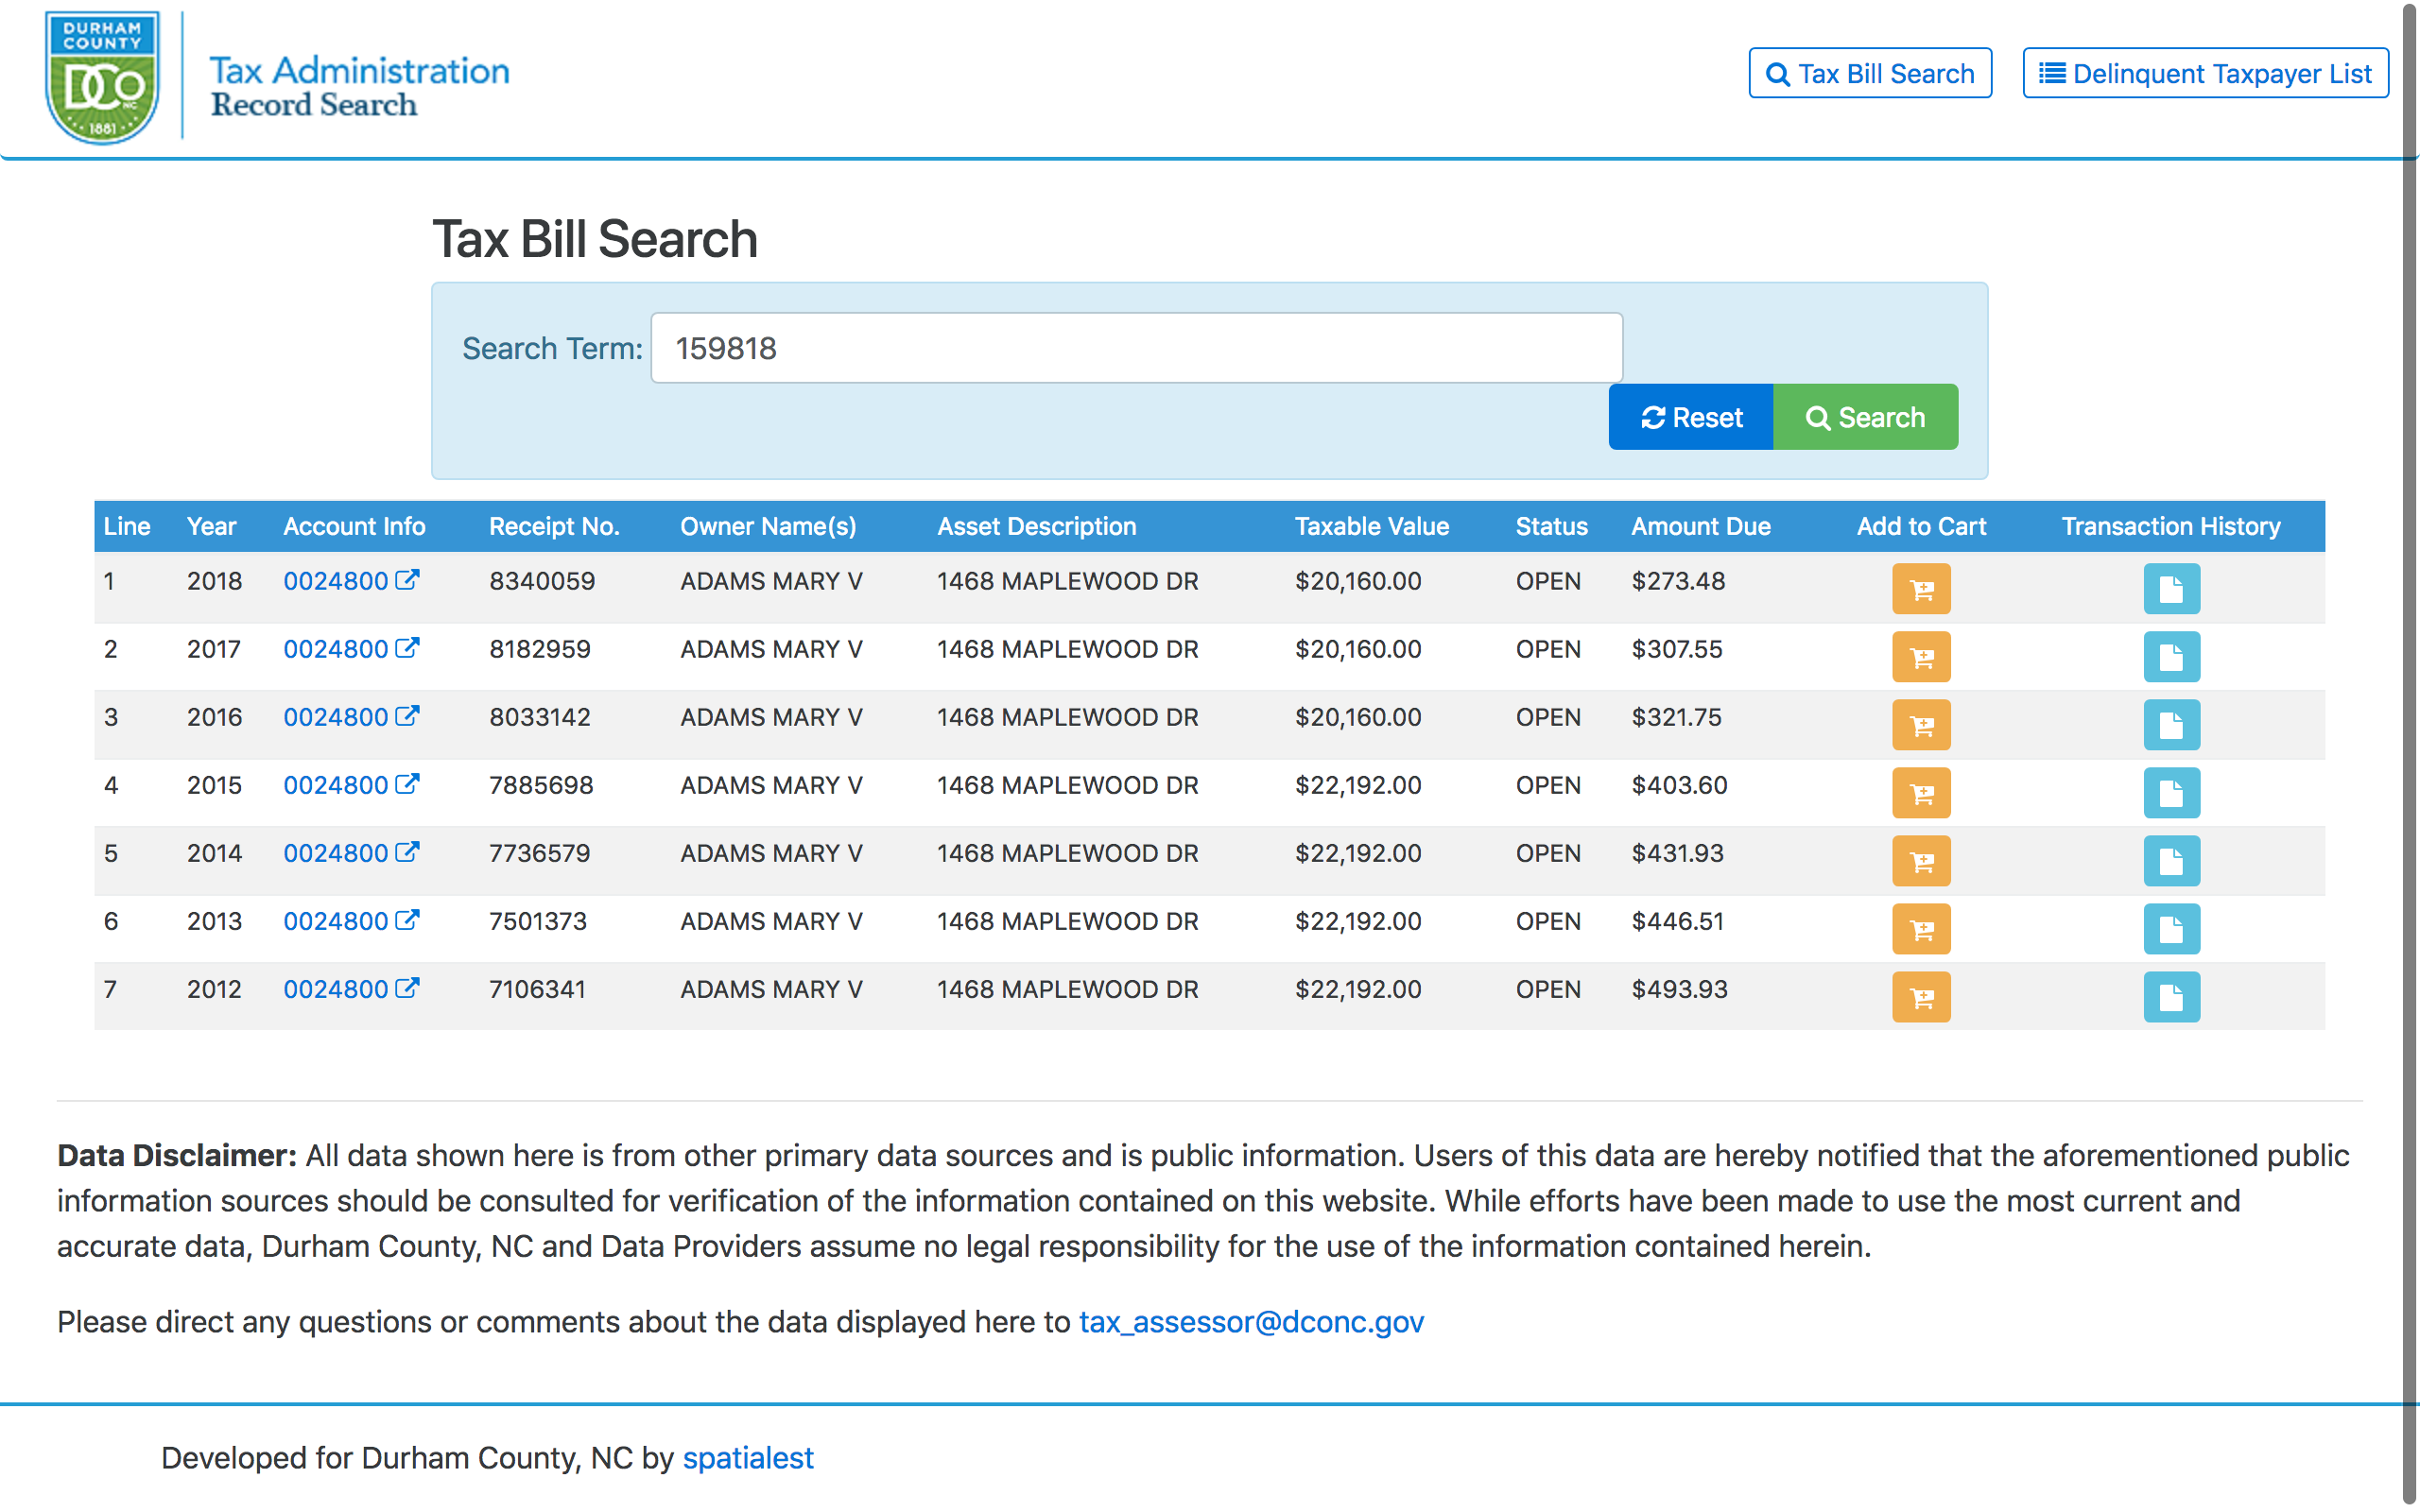 DURHAM
COUNTY
DCO
NC
1881
Tax Administration
Record Search
Tax Bill Search
Delinquent Taxpayer List
Tax Bill Search
Search Term: 159818
Reset Search
Line Year Account Info Receipt No. Owner Name(s) Asset Description Taxable Value Status Amount Due Add to Cart Transaction History
1 2018 0024800 8340059 ADAMS MARY V 1468 MAPLEWOOD DR $20,160.00 OPEN $273.48
2 2017 0024800 8182959 ADAMS MARY V 1468 MAPLEWOOD DR $20,160.00 OPEN $307.55
3 2016 0024800 8033142 ADAMS MARY V 1468 MAPLEWOOD DR $20,160.00 OPEN $321.75
4 2015 0024800 7885698 ADAMS MARY V 1468 MAPLEWOOD DR $22,192.00 OPEN $403.60
5 2014 0024800 7736579 ADAMS MARY V 1468 MAPLEWOOD DR $22,192.00 OPEN $431.93
6 2013 0024800 7501373 ADAMS MARY V 1468 MAPLEWOOD DR $22,192.00 OPEN $446.51
7 2012 0024800 7106341 ADAMS MARY V 1468 MAPLEWOOD DR $22,192.00 OPEN $493.93
Data Disclaimer: All data shown here is from other primary data sources and is public information. Users of this data are hereby notified that the aforementioned public
information sources should be consulted for verification of the information contained on this website. While efforts have been made to use the most current and
accurate data, Durham County, NC and Data Providers assume no legal responsibility for the use of the information contained herein.
Please direct any questions or comments about the data displayed here to tax_assessor@dconc.gov
Developed for Durham County, NC by spatialest